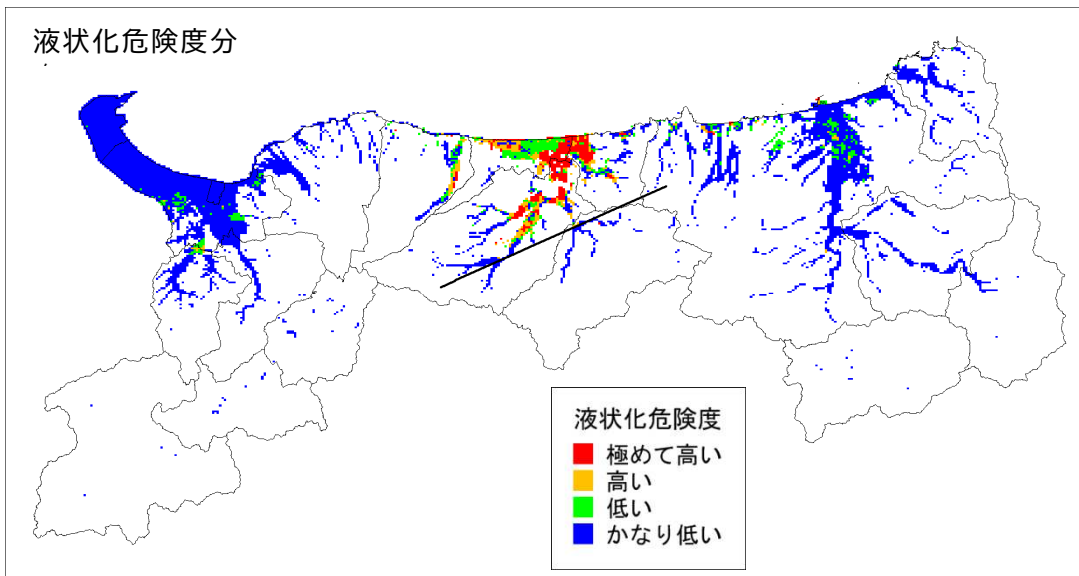 液状化危険度分
液状化危険度
極めて高い
高い
低い
かなり低い